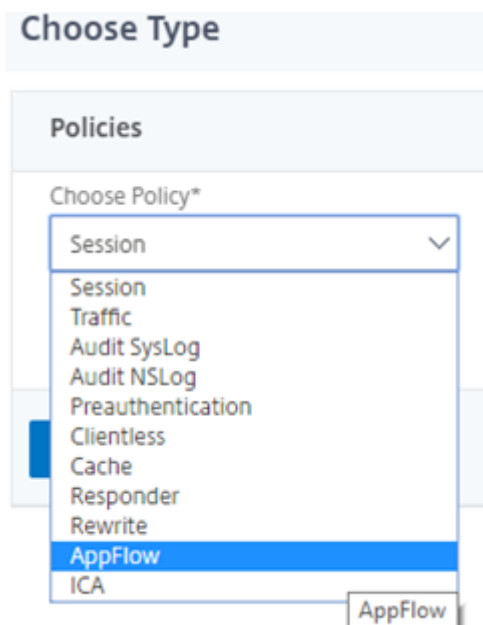 Choose Type
Policies
Choose Policy*
Session
Session
Traffic
Audit SysLog
Audit NSLog
Preauthentication
Clientless
Cache
Responder
Rewrite
AppFlow
ICA
AppFlow